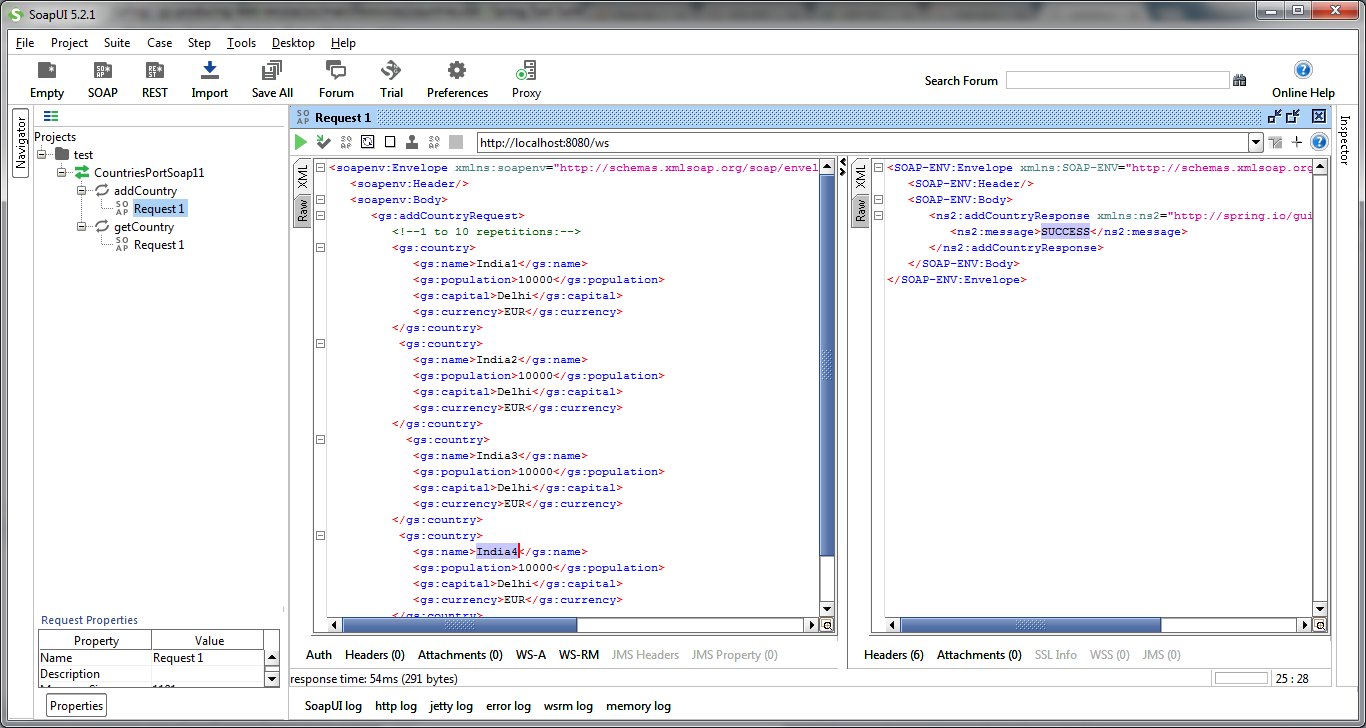 SoapUI 5.2.1
File Project Suite Case Step Tools Desktop Help
Empty SOAP REST Import Save All Forum Trial Preferences Proxy Search Forum Online Help
Navigator
Projects
test
CountriesPortSoap11
addCountry
Request 1
getCountry
Request 1
Request Properties
Property Value
Name Request 1
Description
Properties
Request 1
http://localhost:8080/ws
XML
Raw
<soapenv:Envelope xmlns:soapenv="http://schemas.xmlsoap.org/soap/envel
<soapenv:Header/>
<soapenv:Body>
<gs:addCountryRequest>
<!--1 to 10 repetitions:-->
<gs:country>
<gs:name>India1</gs:name>
<gs:population>10000</gs:population>
<gs:capital>Delhi</gs:capital>
<gs:currency>EUR</gs:currency>
</gs:country>
<gs:country>
<gs:name>India2</gs:name>
<gs:population>10000</gs:population>
<gs:capital>Delhi</gs:capital>
<gs:currency>EUR</gs:currency>
</gs:country>
<gs:country>
<gs:name>India3</gs:name>
<gs:population>10000</gs:population>
<gs:capital>Delhi</gs:capital>
<gs:currency>EUR</gs:currency>
</gs:country>
<gs:country>
<gs:name>India4</gs:name>
<gs:population>10000</gs:population>
<gs:capital>Delhi</gs:capital>
<gs:currency>EUR</gs:currency>
</gs:country>
Auth Headers (0) Attachments (0) WS-A WS-RM JMS Headers JMS Property (0)
XML
Raw
<SOAP-ENV:Envelope xmlns:SOAP-ENV="http://schemas.xmlsoap.org
<SOAP-ENV:Header/>
<SOAP-ENV:Body>
<ns2:addCountryResponse xmlns:ns2="http://spring.io/gui
<ns2:message>SUCCESS</ns2:message>
</ns2:addCountryResponse>
</SOAP-ENV:Body>
</SOAP-ENV:Envelope>
Headers (6) Attachments (0) SSL Info WSS (0) JMS (0)
response time: 54ms (291 bytes)
25 : 28
SoapUI log http log jetty log error log wsrm log memory log
Inspector